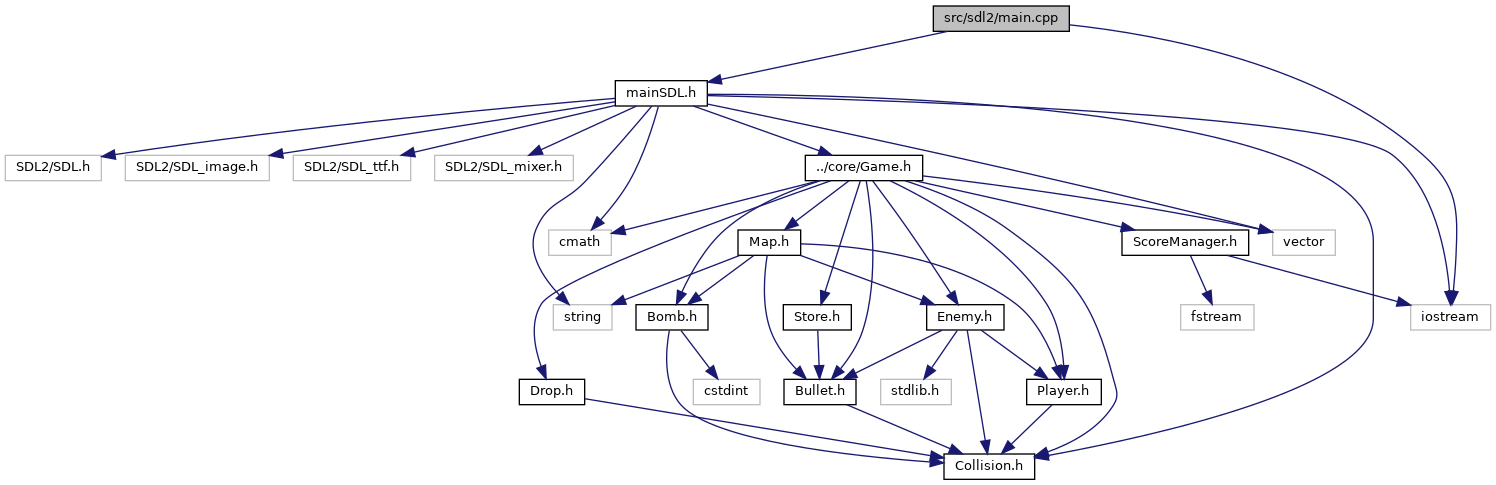 src/sdl2/main.cpp
mainSDL.h
SDL2/SDL.h
SDL2/SDL_image.h
SDL2/SDL_ttf.h
SDL2/SDL_mixer.h
../core/Game.h
cmath
Map.h
ScoreManager.h
vector
string
Bomb.h
Store.h
Enemy.h
fstream
iostream
Drop.h
cstdint
Bullet.h
stdlib.h
Player.h
Collision.h